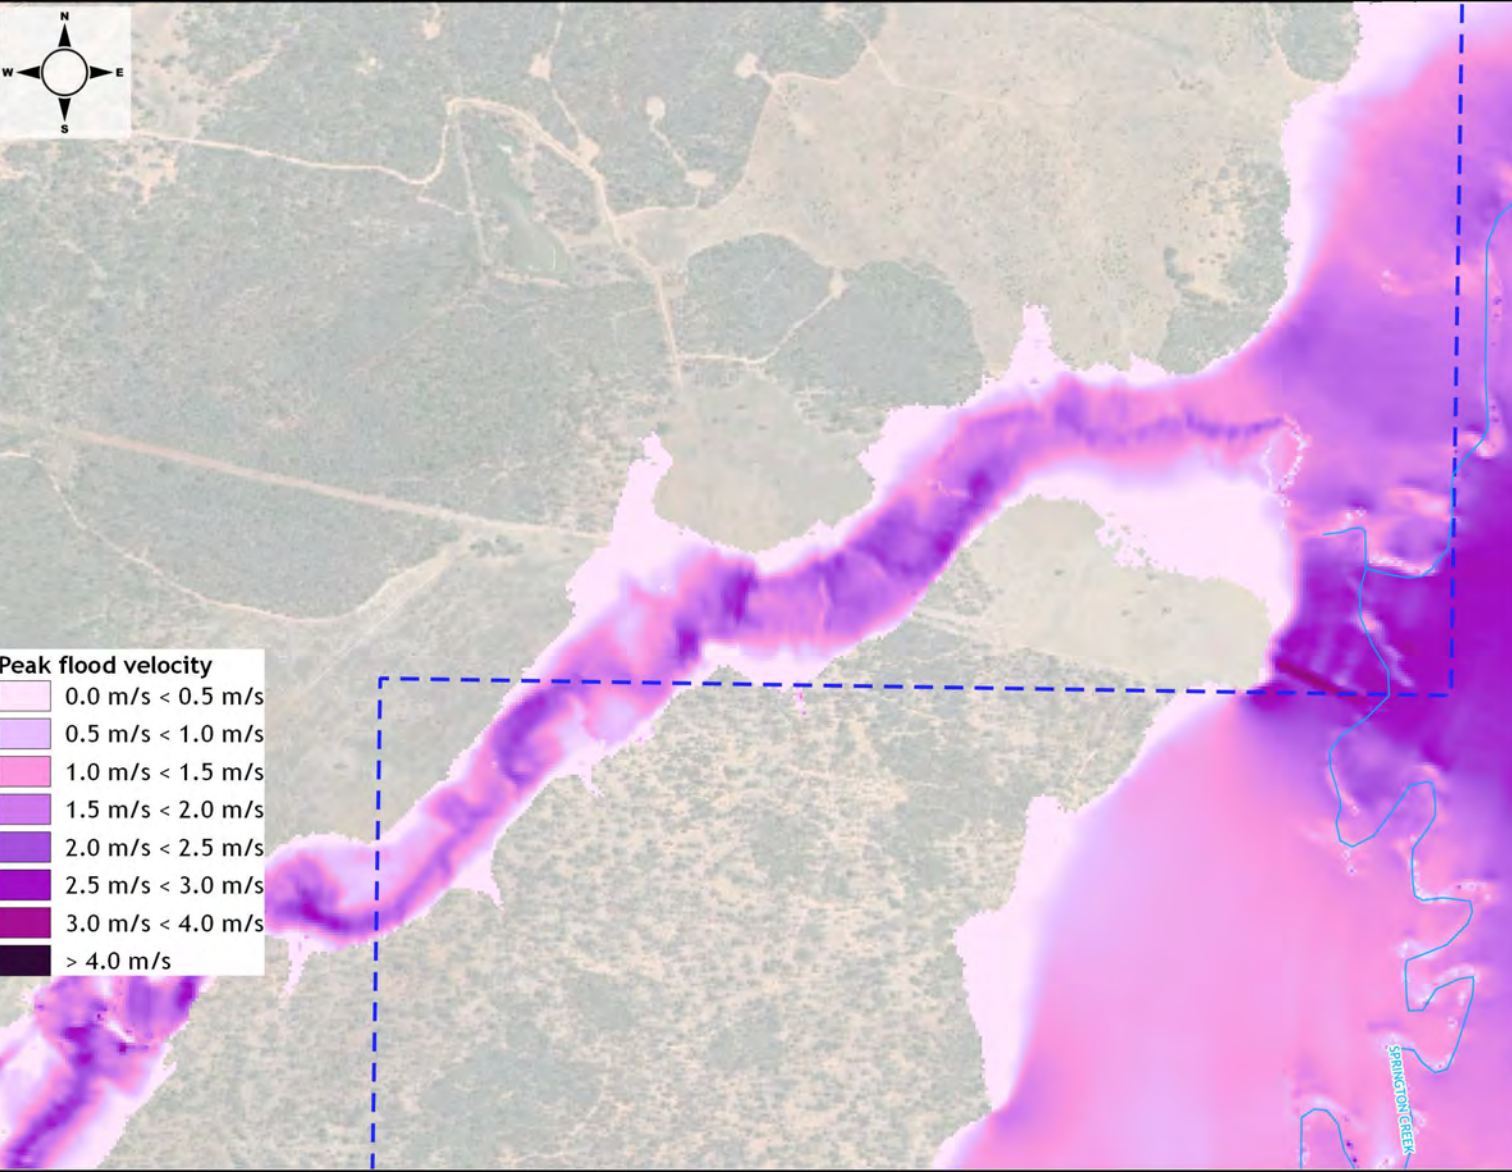 N
W E
S
Peak flood velocity
0.0 m/s < 0.5 m/s
0.5 m/s < 1.0 m/s
1.0 m/s < 1.5 m/s
1.5 m/s < 2.0 m/s
2.0 m/s < 2.5 m/s
2.5 m/s < 3.0 m/s
3.0 m/s < 4.0 m/s
> 4.0 m/s
SPRINGTON CREEK